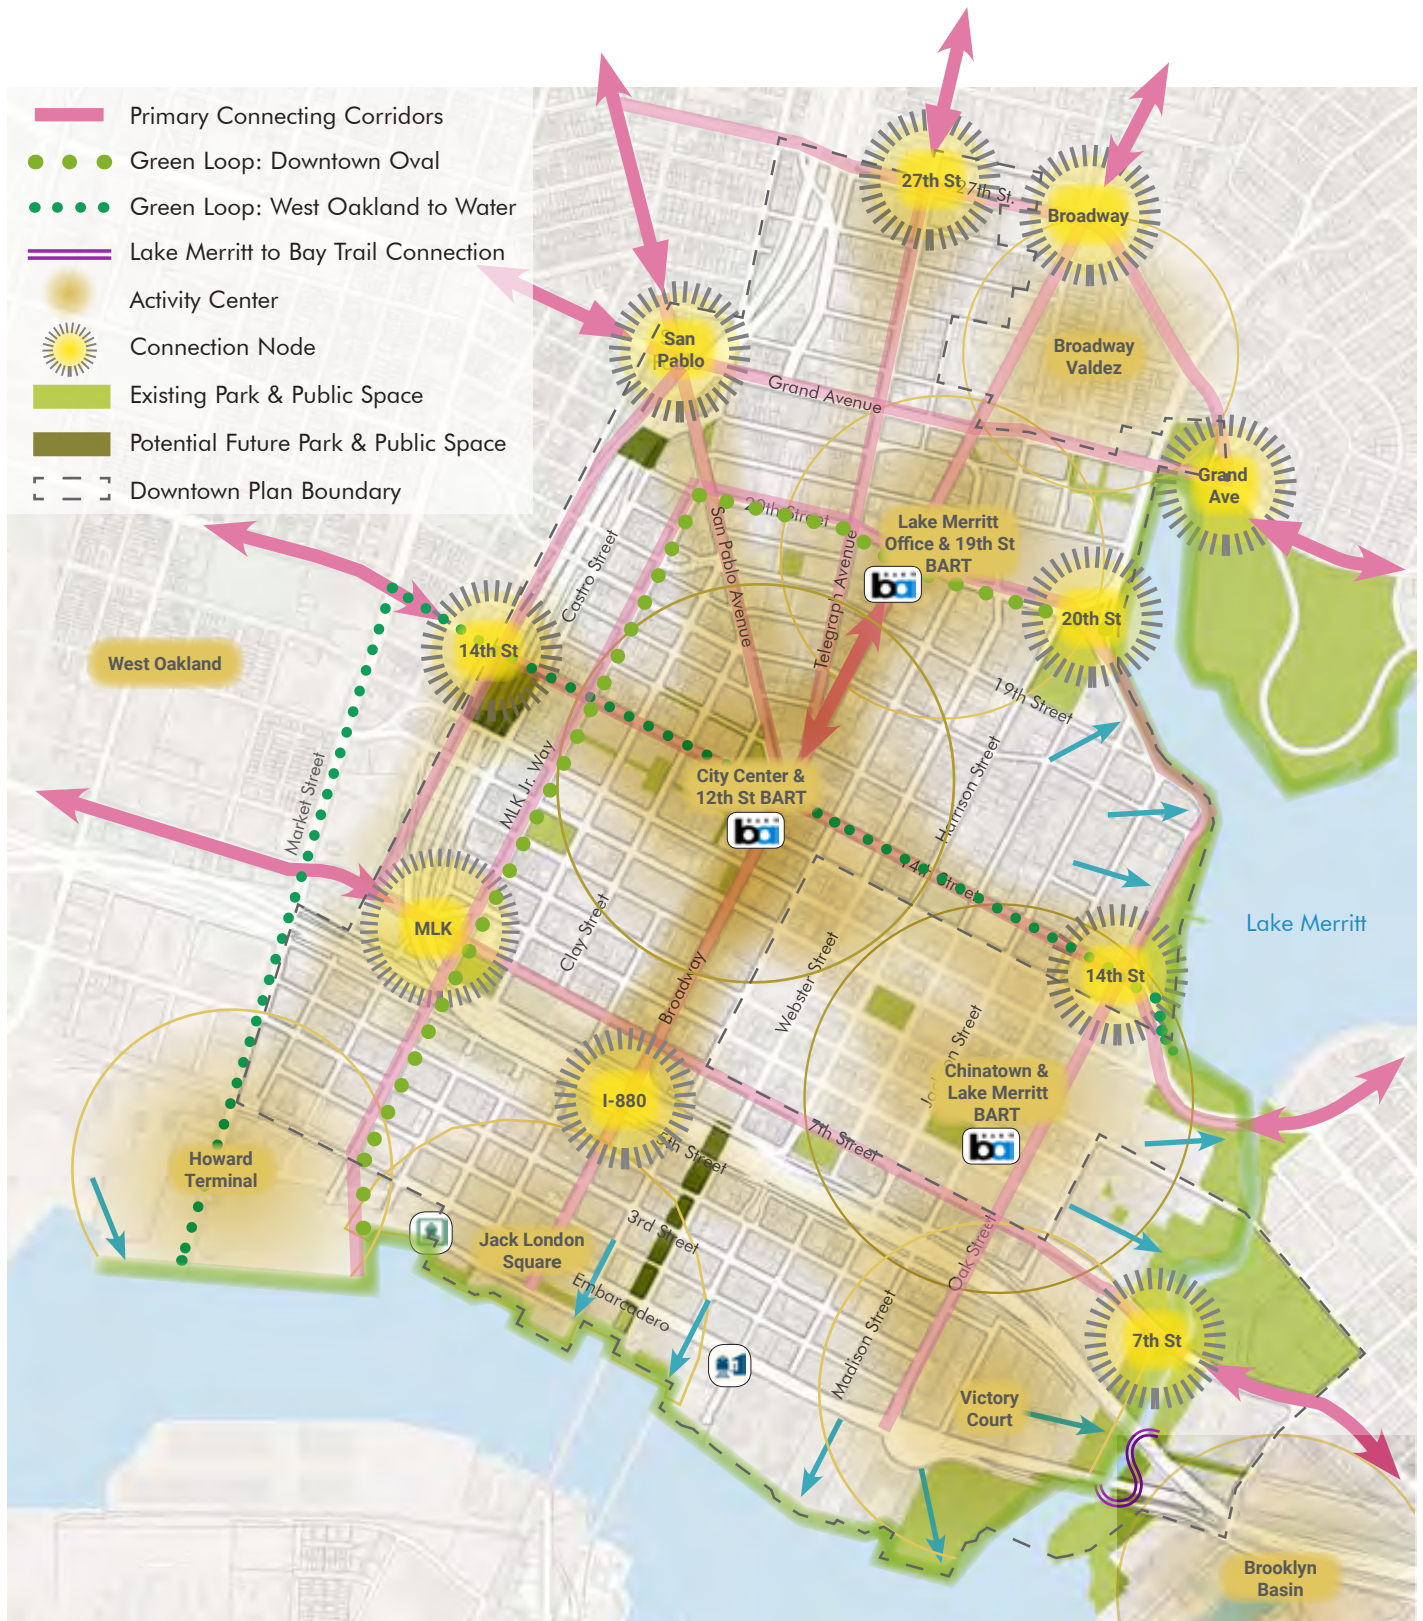 Primary Connecting Corridors
Green Loop: Downtown Oval
Green Loop: West Oakland to Water
Lake Merritt to Bay Trail Connection
Activity Center
Connection Node
Existing Park & Public Space
Potential Future Park & Public Space
Downtown Plan Boundary
27th St
27th St.
Broadway
San
Pablo
Broadway
Valdez
Grand Avenue
Grand
Ave
20th Street
San Pablo Avenue
Telegraph Avenue
Castro Street
Lake Merritt
Office & 19th St
BART
ba
20th St
14th St
West Oakland
19th Street
Market Street
MLK Jr. Way
City Center &
12th St BART
ba
Harrison Street
14th Street
Lake Merritt
MLK
Clay Street
Broadway
Webster Street
14th St
I-880
Chinatown &
Lake Merritt
BART
ba
7th Street
5th Street
Howard
Terminal
3rd Street
Jack London
Square
Embarcadero
Oak Street
Madison Street
7th St
Victory
Court
Brooklyn
Basin